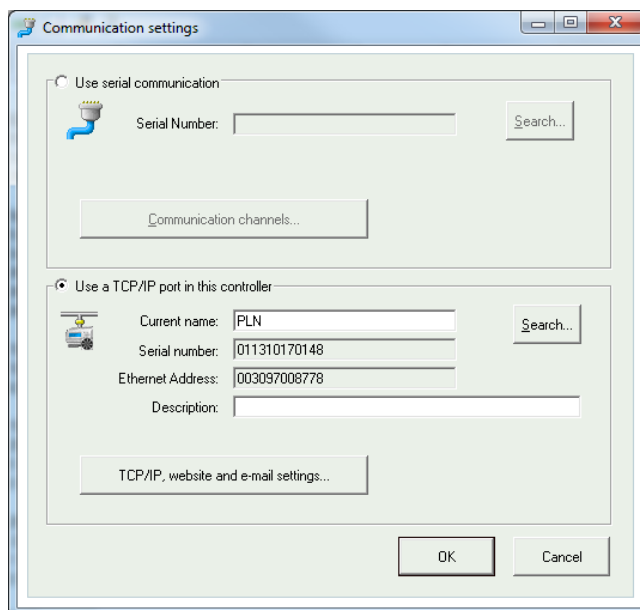 Communication settings
Use serial communication
Serial Number:
Search...
Communication channels...
Use a TCP/IP port in this controller
Current name: PLN
Search...
Serial number: 011310170148
Ethernet Address: 003097008778
Description:
TCP/IP, website and e-mail settings...
OK Cancel